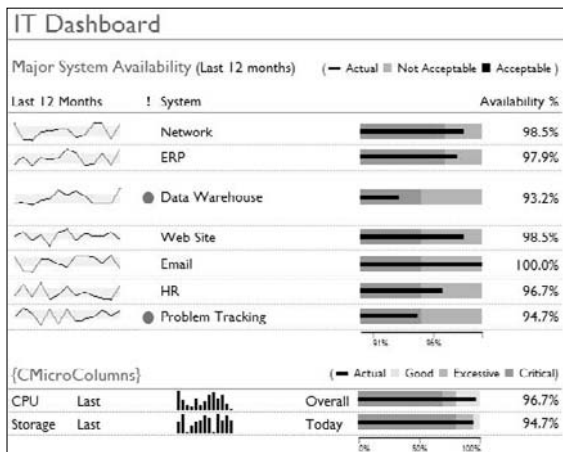 IT Dashboard
Major System Availability (Last 12 months) ( Actual Not Acceptable Acceptable )
Last 12 Months ! System Availability %
Network 98.5%
ERP 97.9%
Data Warehouse 93.2%
Web Site 98.5%
Email 100.0%
HR 96.7%
Problem Tracking 94.7%
91% 96%
{CMicroColumns} ( Actual Good Excessive Critical)
CPU Last Overall 96.7%
Storage Last Today 94.7%
0% 50% 100%